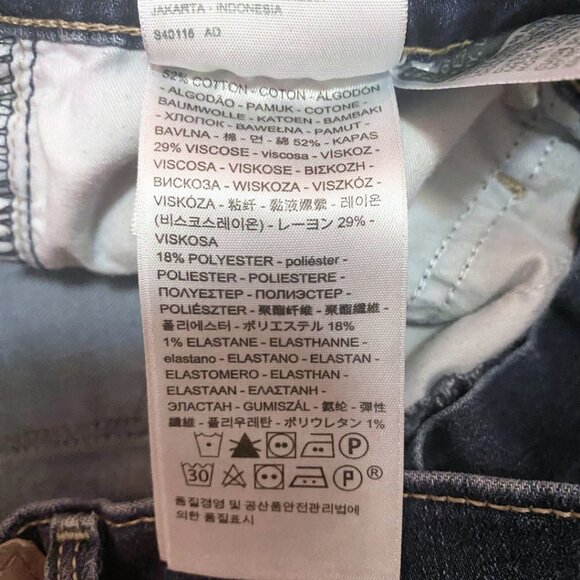 JAKARTA - INDONESIA
S40116 AD
52% COTTON - COTON - ALGODÓN
- ALGODÃO - PAMUK - COTONE -
BAUMWOLLE - KATOEN - BAMBAKI
- ХЛОПОК - BAWEŁNA - PAMUT -
BAVLNA - 棉 - 면 - 綿 52% - KAPAS
29% VISCOSE - viscosa - VISKOZ -
VISCOSA - VISKOSE - ΒΙΣΚΟΖΗ -
ВИСКОЗА - WISKOZA - VISZKÓZ -
VISKÓZA - 粘纤 - 黏液嫘縈 - 레이온
(비스코스레이온) - レーヨン 29% -
VISKOSA
18% POLYESTER - poliéster -
POLIESTER - POLIESTERE -
ΠΟΛΥΕΣΤΕΡ - ПОЛИЭСТЕР -
POLIÉSZTER - 聚酯纤维 - 聚酯纖維 -
폴리에스터 - ポリエステル 18%
1% ELASTANE - ELASTHANNE -
elastano - ELASTANO - ELASTAN -
ELASTOMERO - ELASTHAN -
ELASTAAN - ΕΛΑΣΤΑΝΗ -
ЭЛАСТАН - GUMISZÁL - 氨纶 - 彈性
纖維 - 폴리우레탄 - ポリウレタン 1%
P
30 P ®
품질경영 및 공산품안전관리법에
의한 품질표시